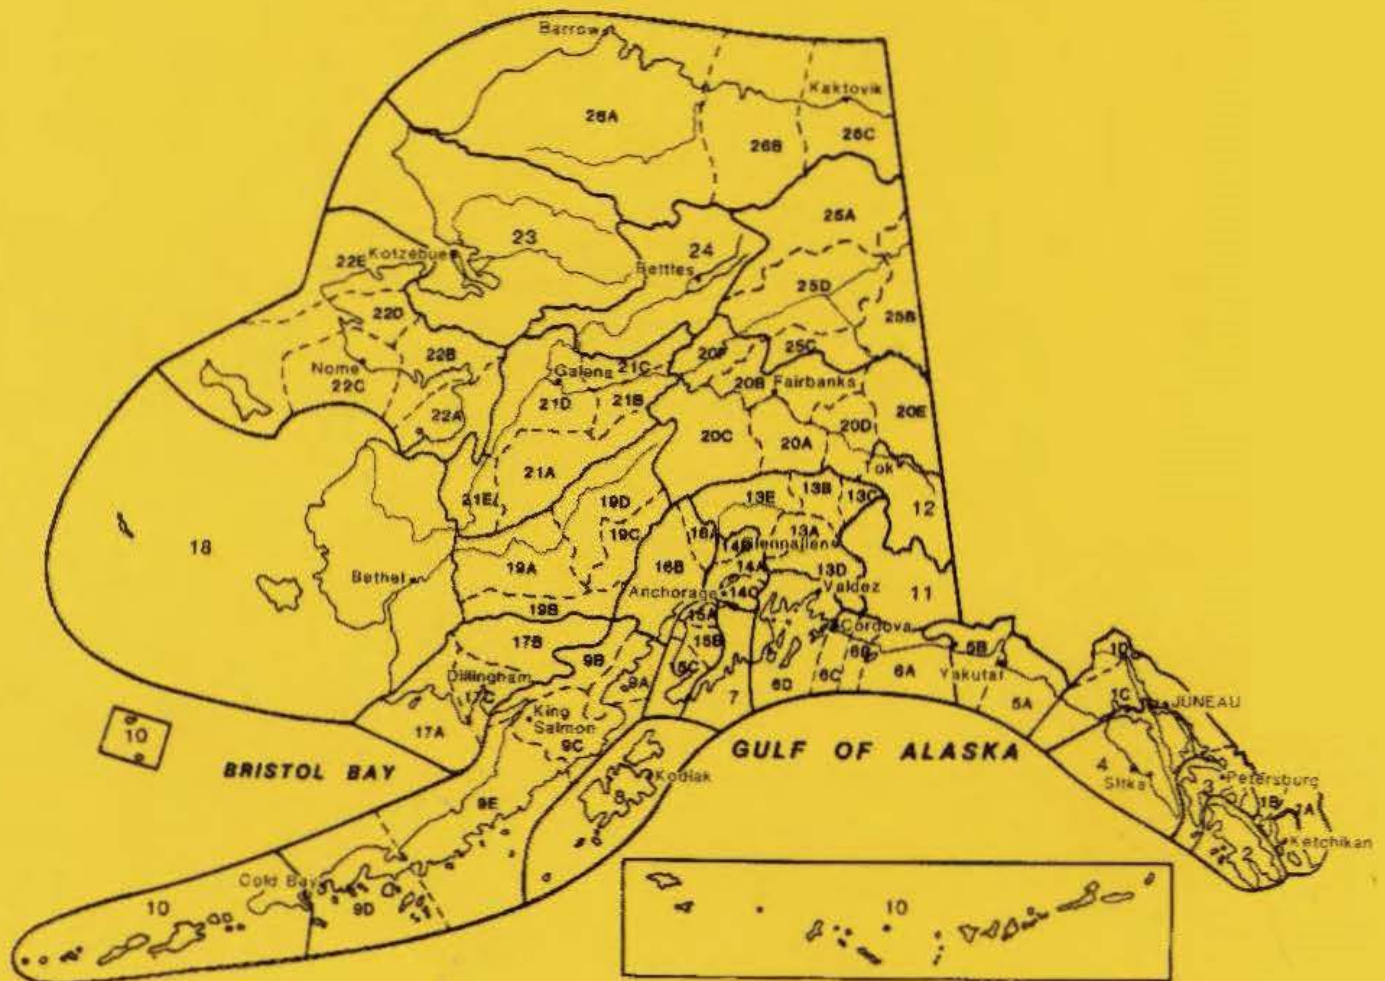 Barrow
Kaktovik
26A
26B
26C
25A
23
24
Kotzebue
22E
Bettles
25D
22D
25B
20F
25C
22B
Nome
22C
Galena
21C
20B
Fairbanks
21D
21B
22A
20E
20D
20C
20A
21A
Tok
21E
19D
13E
13B
13C
12
19C
16A
13A
18
14B
Glennallen
19A
16B
14A
13D
Bethel
Anchorage
14C
Valdez
11
19B
15A
Cordova
17B
15B
6B
5B
1D
9B
15C
6A
Yakutat
Dillingham
17C
9A
6D
6C
1C
King
Salmon
7
5A
JUNEAU
10
17A
9C
GULF OF ALASKA
4
BRISTOL BAY
Kodiak
Sitka
Petersburg
8
3
1B
1A
9E
Ketchikan
2
Cold Bay
10
9D
10